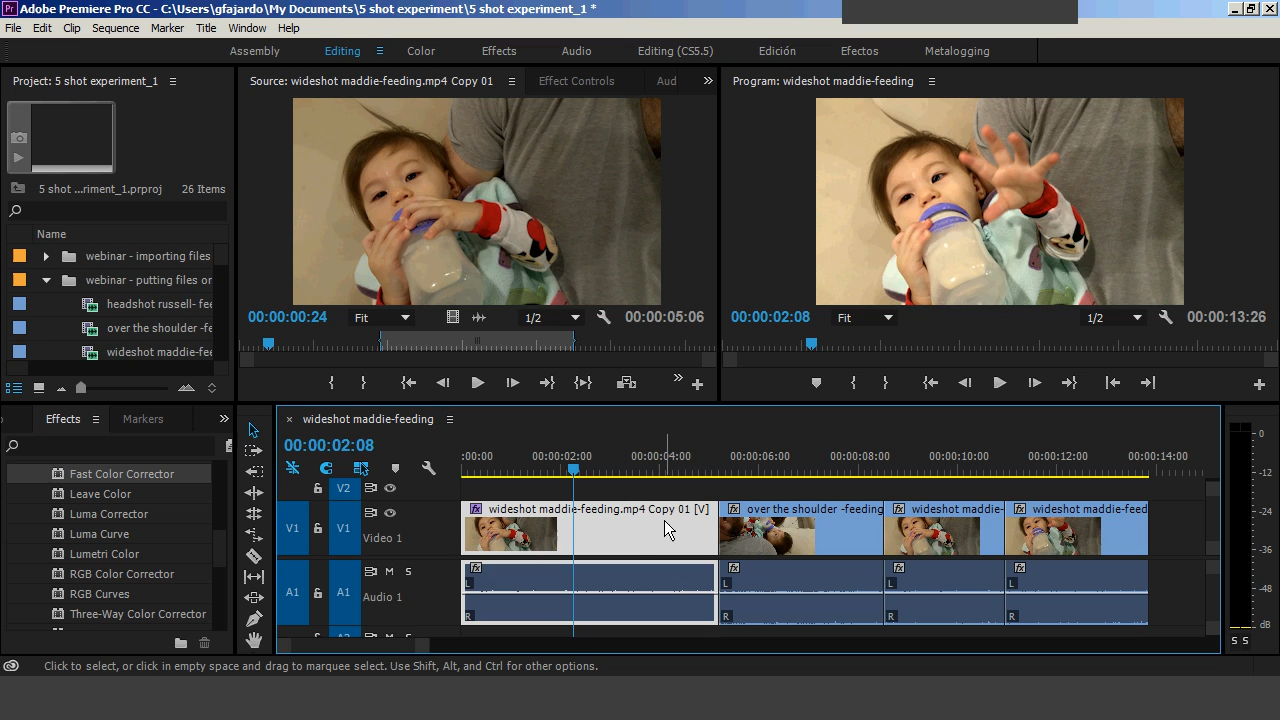 Adobe Premiere Pro CC - C:\Users\gfajardo\My Documents\5 shot experiment\5 shot experiment_1 *
File Edit Clip Sequence Marker Title Window Help
Assembly Editing Color Effects Audio Editing (CS5.5) Edición Efectos Metalogging
Project: 5 shot experiment_1
Source: wideshot maddie-feeding.mp4 Copy 01 Effect Controls Aud
Program: wideshot maddie-feeding
5 shot ...riment_1.prproj 26 Items
Name
webinar - importing files
webinar - putting files or
headshot russell- fee
over the shoulder -fe
wideshot maddie-fee
00:00:00:24 Fit 1/2 00:00:05:06
00:00:02:08 Fit 1/2 00:00:13:26
Effects Markers
Fast Color Corrector
Leave Color
Luma Corrector
Luma Curve
Lumetri Color
RGB Color Corrector
RGB Curves
Three-Way Color Corrector
wideshot maddie-feeding
00:00:02:08
:00:00 00:00:02:00 00:00:04:00 00:00:06:00 00:00:08:00 00:00:10:00 00:00:12:00 00:00:14:00
V2
V1 V1 Video 1
wideshot maddie-feeding.mp4 Copy 01 [V] over the shoulder -feeding wideshot maddie- wideshot maddie-feed
A1 A1 M S Audio 1
L L L L
R R R R
0
-12
-24
-36
-48
dB
S S
Click to select, or click in empty space and drag to marquee select. Use Shift, Alt, and Ctrl for other options.